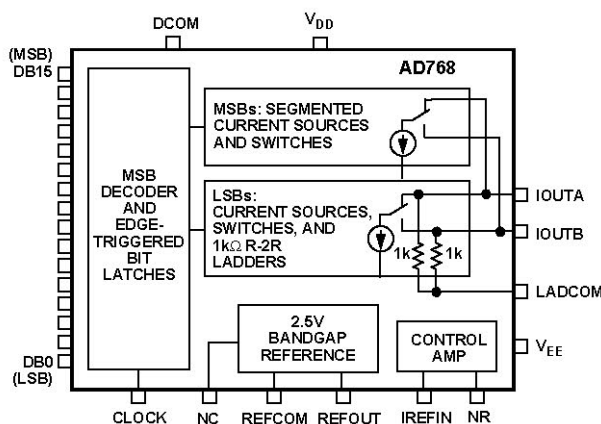 DCOM
VDD
(MSB)
DB15
AD768
MSBs: SEGMENTED
CURRENT SOURCES
AND SWITCHES
MSB
DECODER
AND
EDGE-
TRIGGERED
BIT
LATCHES
LSBs:
CURRENT SOURCES,
SWITCHES, AND
1kΩ R-2R
LADDERS
1k
1k
IOUTA
IOUTB
LADCOM
2.5V
BANDGAP
REFERENCE
CONTROL
AMP
VEE
DB0
(LSB)
CLOCK
NC
REFCOM
REFOUT
IREFIN
NR